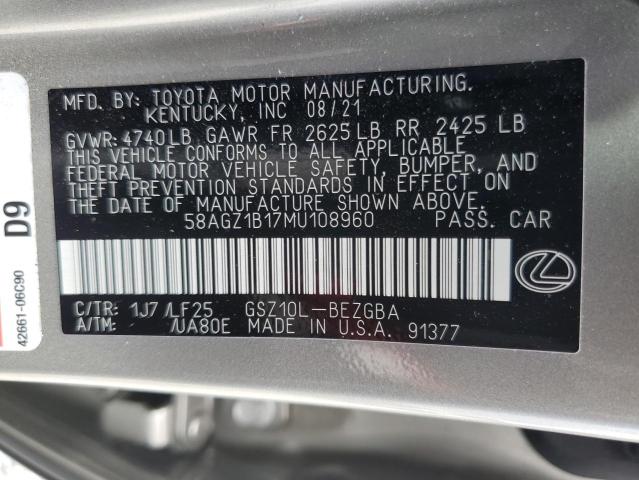 MFD. BY: TOYOTA MOTOR MANUFACTURING.
KENTUCKY, INC 08/21
GVWR: 4740LB GAWR FR 2625LB RR 2425 LB
THIS VEHICLE CONFORMS TO ALL APPLICABLE
FEDERAL MOTOR VEHICLE SAFETY, BUMPER, AND
THEFT PREVENTION STANDARDS IN EFFECT ON
THE DATE OF MANUFACTURE SHOWN ABOVE.
58AGZ1B17MU108960 PASS. CAR
C/TR: 1J7 /LF25 GSZ10L-BEZGBA
A/TM: /UA80E MADE IN U.S.A. 91377
D9
42661-06C90